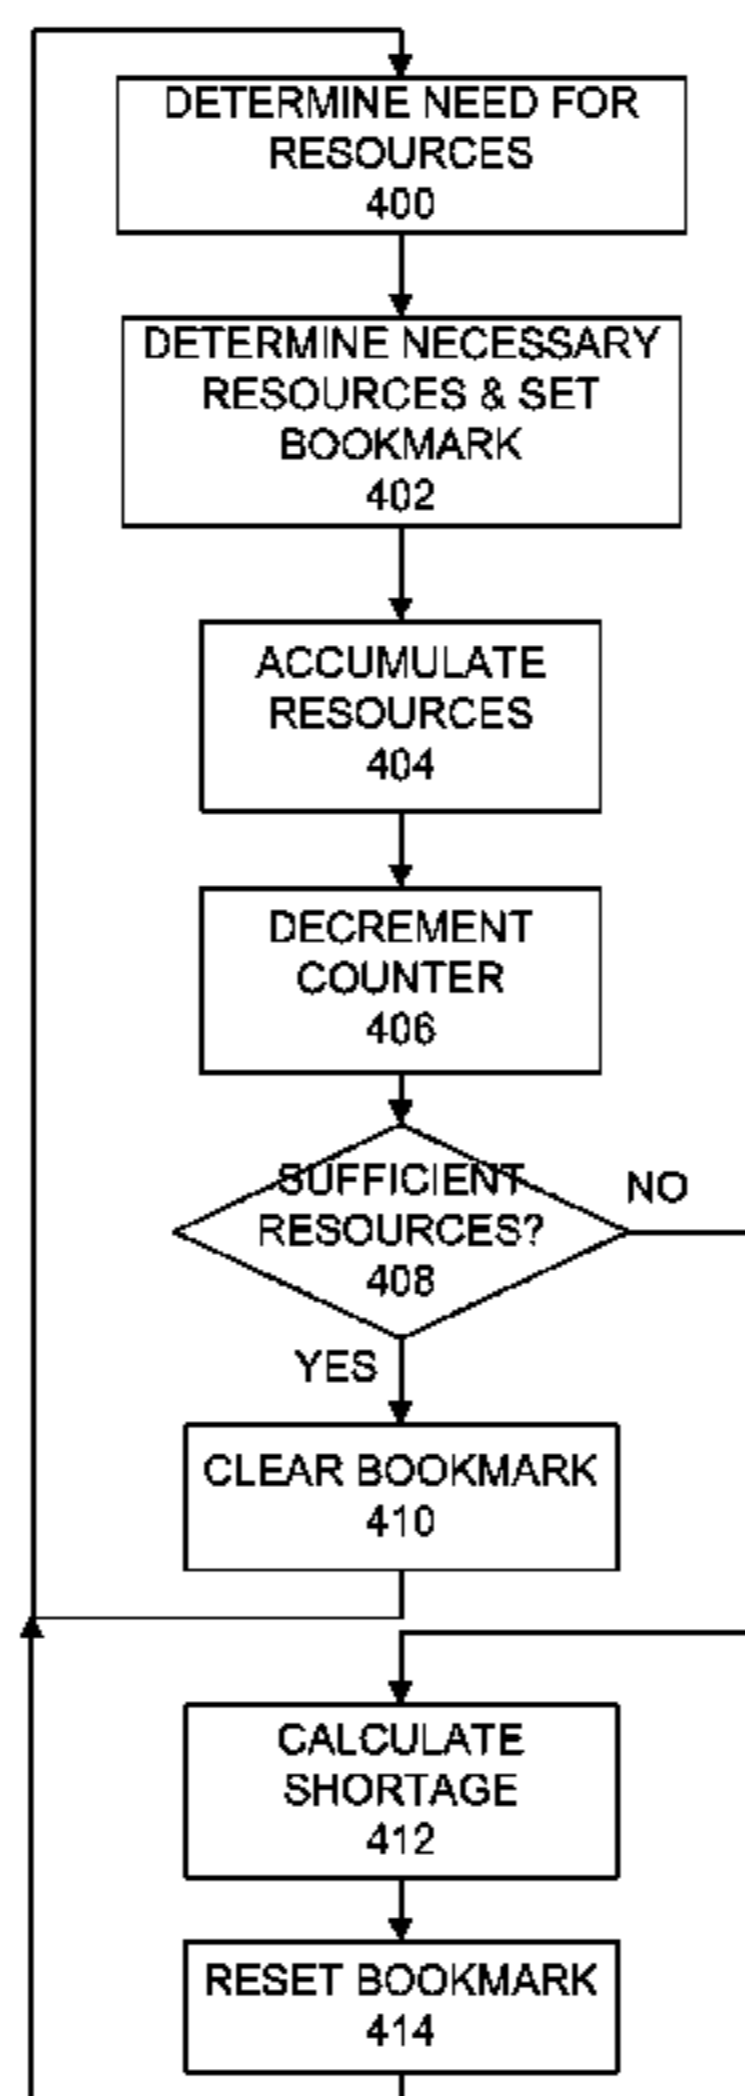 DETERMINE NEED FOR
RESOURCES
400
DETERMINE NECESSARY
RESOURCES & SET
BOOKMARK
402
ACCUMULATE
RESOURCES
404
DECREMENT
COUNTER
406
SUFFICIENT
RESOURCES?
408
NO
YES
CLEAR BOOKMARK
410
CALCULATE
SHORTAGE
412
RESET BOOKMARK
414